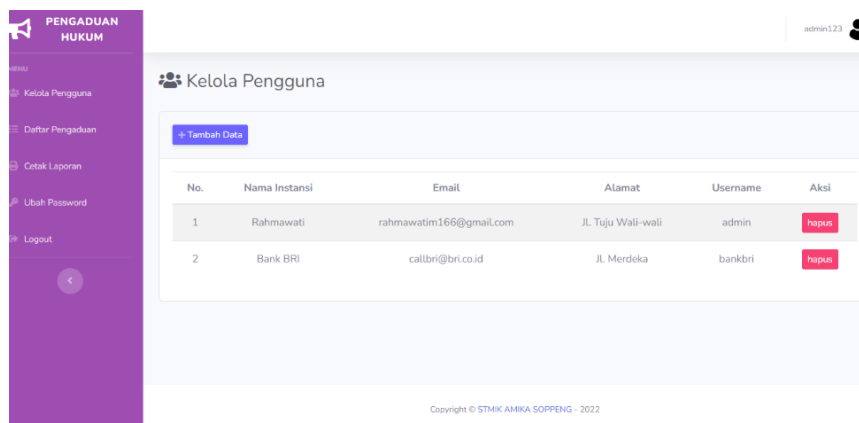 PENGADUAN
HUKUM
admin123
MENU
Kelola Pengguna
Daftar Pengaduan
Cetak Laporan
Ubah Password
Logout
Kelola Pengguna
+ Tambah Data
No. Nama Instansi Email Alamat Username Aksi
1 Rahmawati rahmawatim166@gmail.com Jl. Tuju Wali-wali admin hapus
2 Bank BRI callbri@bri.co.id Jl. Merdeka bankbri hapus
Copyright © STMIK AMIKA SOPPENG - 2022